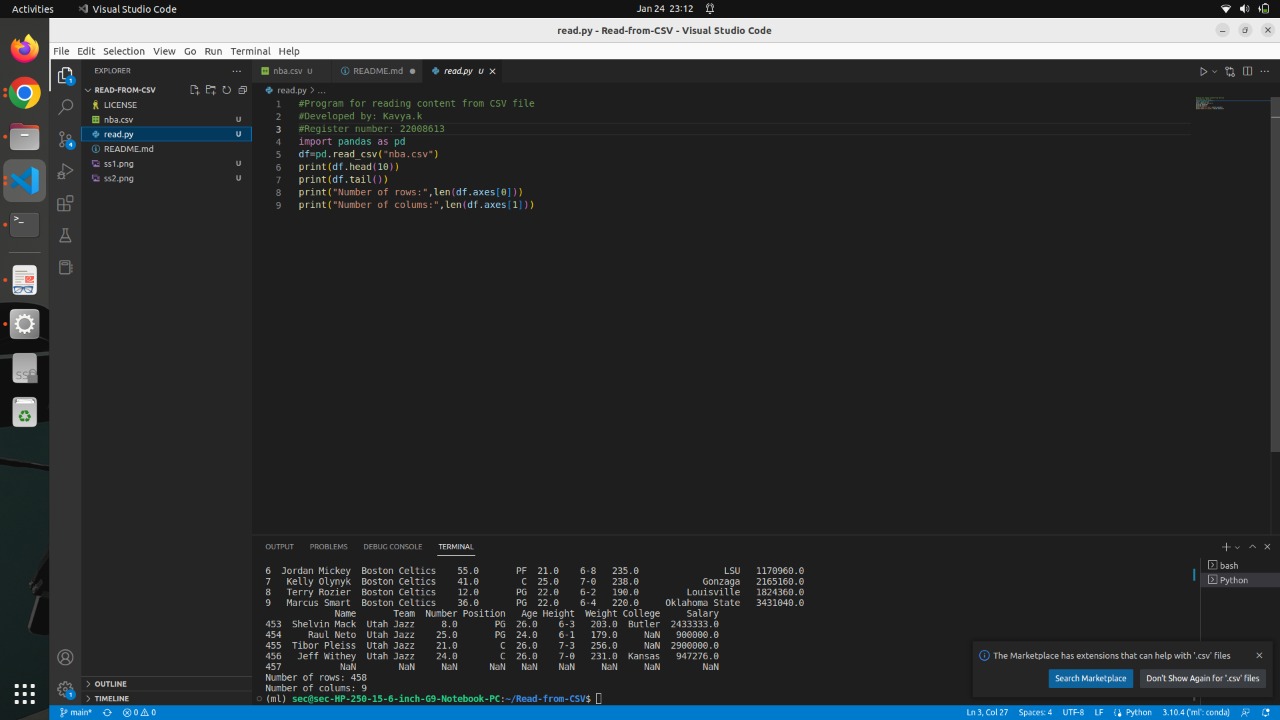 Activities Visual Studio Code Jan 24 23:12
read.py - Read-from-CSV - Visual Studio Code
File Edit Selection View Go Run Terminal Help
EXPLORER
READ-FROM-CSV
LICENSE
nba.csv U
read.py U
README.md
ss1.png U
ss2.png U
OUTLINE
TIMELINE
nba.csv U README.md read.py U
read.py > ...
1 #Program for reading content from CSV file
2 #Developed by: Kavya.k
3 #Register number: 22008613
4 import pandas as pd
5 df=pd.read_csv("nba.csv")
6 print(df.head(10))
7 print(df.tail())
8 print("Number of rows:",len(df.axes[0]))
9 print("Number of colums:",len(df.axes[1]))
OUTPUT PROBLEMS DEBUG CONSOLE TERMINAL
6 Jordan Mickey Boston Celtics 55.0 PF 21.0 6-8 235.0 LSU 1170960.0
7 Kelly Olynyk Boston Celtics 41.0 C 25.0 7-0 238.0 Gonzaga 2165160.0
8 Terry Rozier Boston Celtics 12.0 PG 22.0 6-2 190.0 Louisville 1824360.0
9 Marcus Smart Boston Celtics 36.0 PG 22.0 6-4 220.0 Oklahoma State 3431040.0
Name Team Number Position Age Height Weight College Salary
453 Shelvin Mack Utah Jazz 8.0 PG 26.0 6-3 203.0 Butler 2433333.0
454 Raul Neto Utah Jazz 25.0 PG 24.0 6-1 179.0 NaN 900000.0
455 Tibor Pleiss Utah Jazz 21.0 C 26.0 7-3 256.0 NaN 2900000.0
456 Jeff Withey Utah Jazz 24.0 C 26.0 7-0 231.0 Kansas 947276.0
457 NaN NaN NaN NaN NaN NaN NaN NaN NaN
Number of rows: 458
Number of colums: 9
(ml) sec@sec-HP-250-15-6-inch-G9-Notebook-PC:~/Read-from-CSV$
bash
Python
The Marketplace has extensions that can help with '.csv' files
Search Marketplace Don't Show Again for '.csv' files
main* 0 0 Ln 3, Col 27 Spaces: 4 UTF-8 LF Python 3.10.4 ('ml': conda)